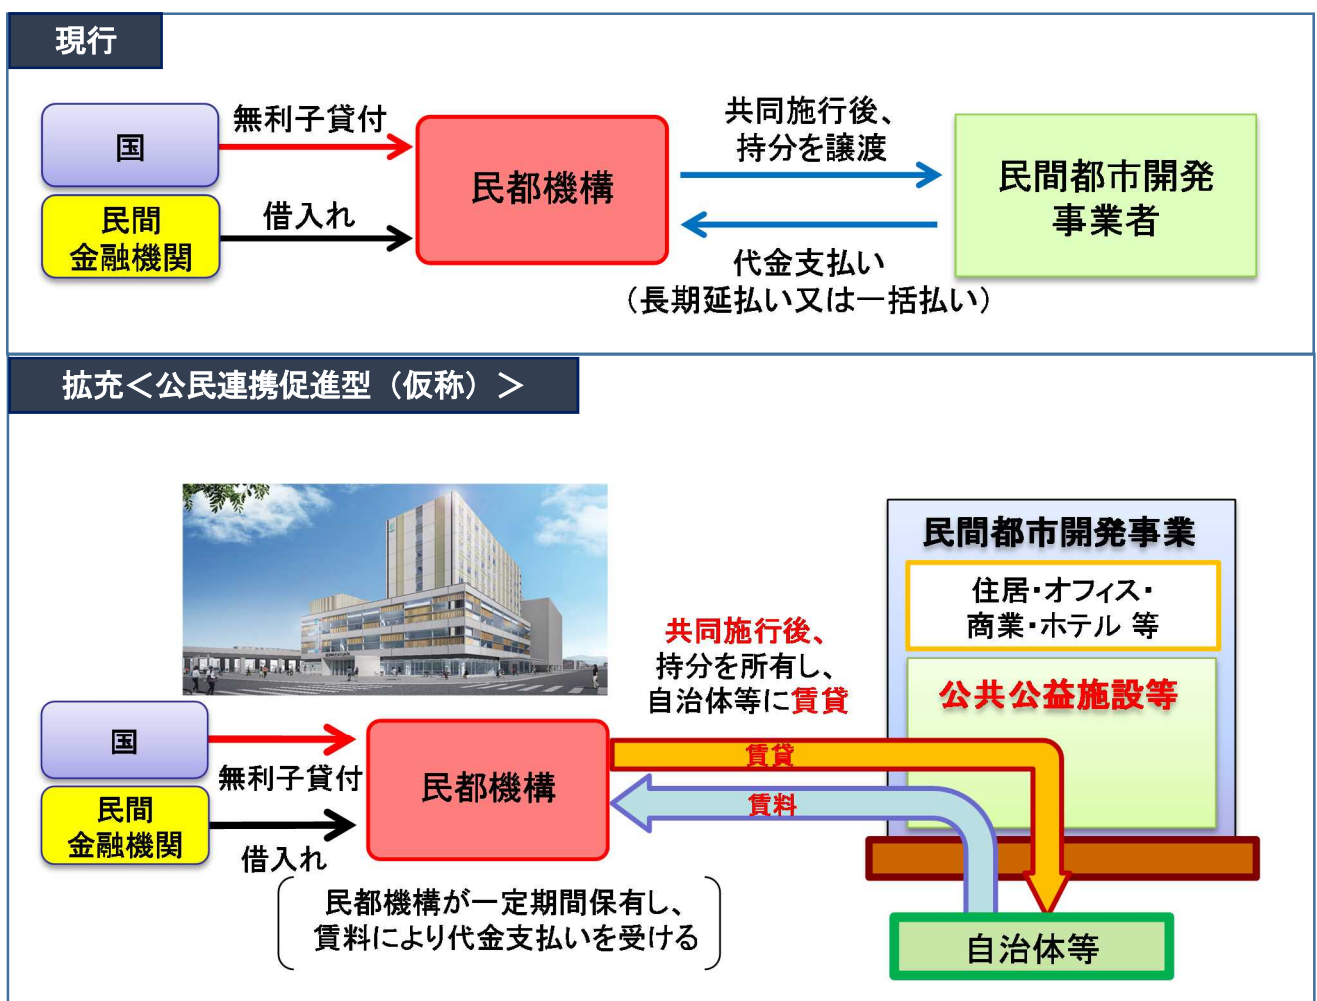 現行
国
無利子貸付
民間
金融機関
借入れ
民都機構
共同施行後、
持分を譲渡
代金支払い
（長期延払い又は一括払い）
民間都市開発
事業者
拡充＜公民連携促進型（仮称）＞
国
無利子貸付
民間
金融機関
借入れ
民都機構
民都機構が一定期間保有し、
賃料により代金支払いを受ける
共同施行後、
持分を所有し、
自治体等に賃貸
賃貸
賃料
民間都市開発事業
住居・オフィス・
商業・ホテル 等
公共公益施設等
自治体等